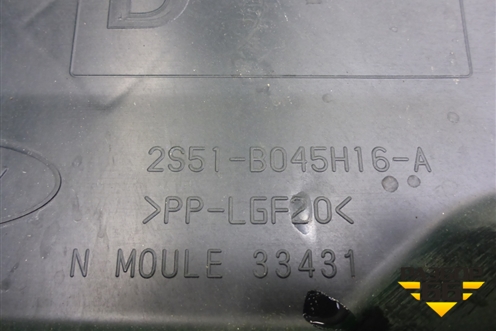 2S51-B045H16-A
>PP-LGF20<
N MOULE 33431